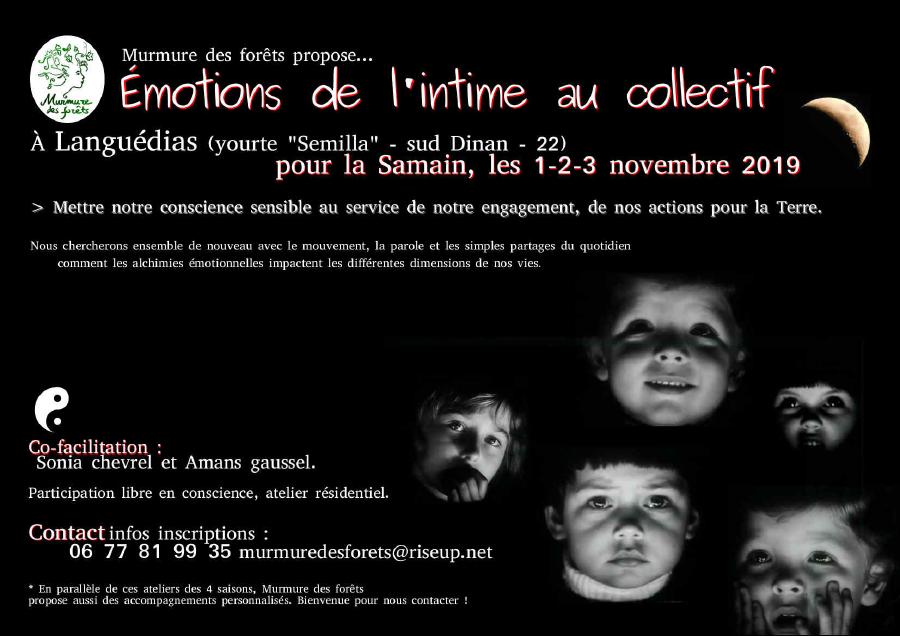 Murmure
des forêts
Murmure des forêts propose...
Émotions de l'intime au collectif
À Languédias (yourte "Semilla" - sud Dinan - 22)
pour la Samain, les 1-2-3 novembre 2019
> Mettre notre conscience sensible au service de notre engagement, de nos actions pour la Terre.
Nous chercherons ensemble de nouveau avec le mouvement, la parole et les simples partages du quotidien
comment les alchimies émotionnelles impactent les différentes dimensions de nos vies.
Co-facilitation :
Sonia chevrel et Amans gaussel.
Participation libre en conscience, atelier résidentiel.
Contact infos inscriptions :
06 77 81 99 35 murmuredesforets@riseup.net
* En parallèle de ces ateliers des 4 saisons, Murmure des forêts
propose aussi des accompagnements personnalisés. Bienvenue pour nous contacter !